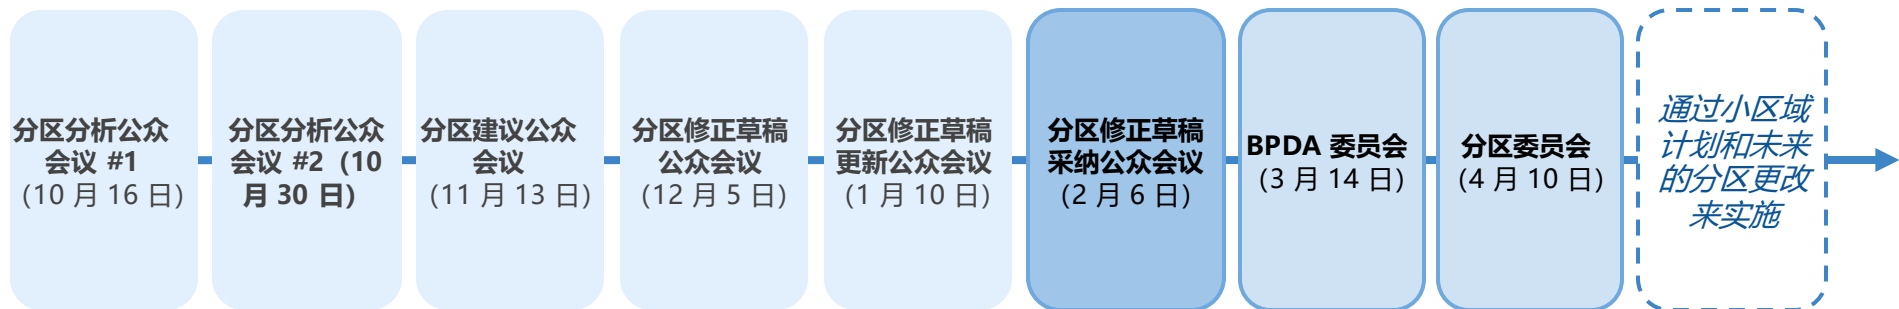 分区分析公众
会议 #1
(10 月 16 日)
分区分析公众
会议 #2 (10
月 30 日)
分区建议公众
会议
(11 月 13 日)
分区修正草稿
公众会议
(12 月 5 日)
分区修正草稿
更新公众会议
(1 月 10 日)
分区修正草稿
采纳公众会议
(2 月 6 日)
BPDA 委员会
(3 月 14 日)
分区委员会
(4 月 10 日)
通过小区域
计划和未来
的分区更改
来实施